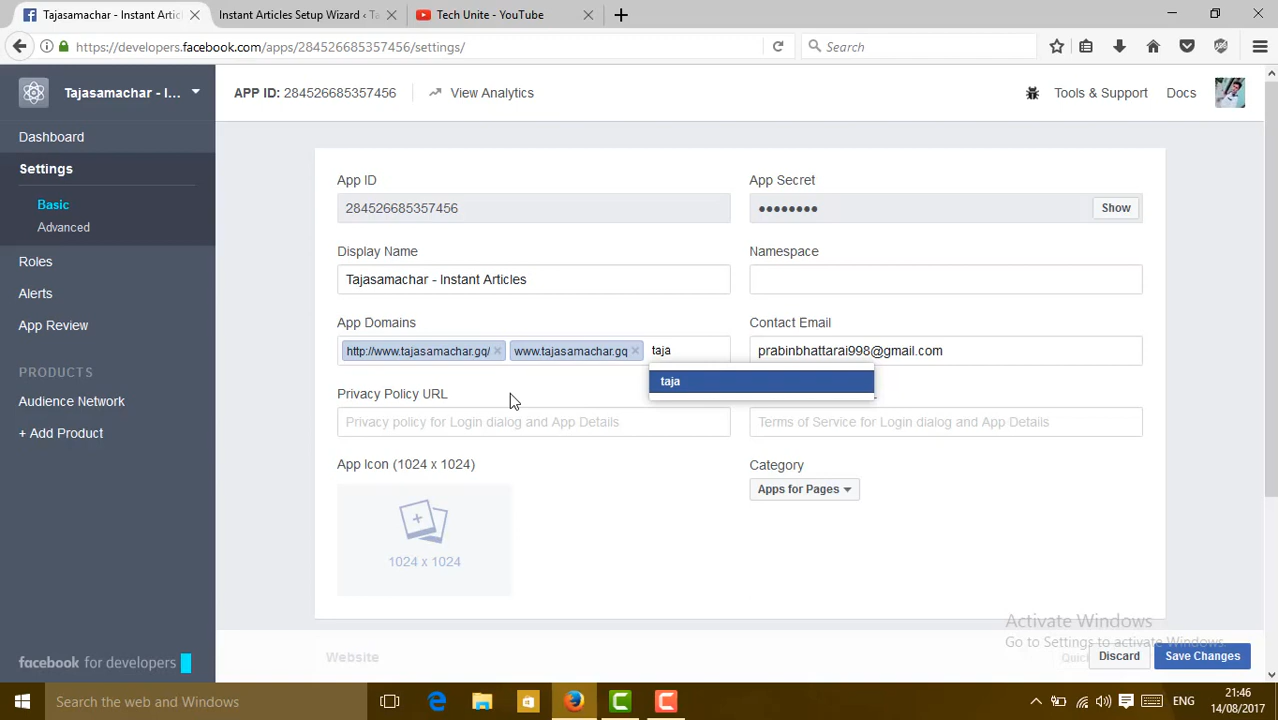 Tajasamachar - Instant Artic
Instant Articles Setup Wizard ‹ T
Tech Unite - YouTube
https://developers.facebook.com/apps/284526685357456/settings/
Search
Tajasamachar - I...
APP ID: 284526685357456
View Analytics
Tools & Support
Docs
Dashboard
Settings
Basic
Advanced
Roles
Alerts
App Review
PRODUCTS
Audience Network
+ Add Product
facebook for developers
App ID
284526685357456
App Secret
●●●●●●●●
Show
Display Name
Tajasamachar - Instant Articles
Namespace
App Domains
http://www.tajasamachar.gq/
www.tajasamachar.gq
taja
taja
Contact Email
prabinbhattarai998@gmail.com
Privacy Policy URL
Privacy policy for Login dialog and App Details
Terms of Service for Login dialog and App Details
App Icon (1024 x 1024)
1024 x 1024
Category
Apps for Pages
Activate Windows
Go to Settings to activate Windows.
Website
Quic
Discard
Save Changes
Search the web and Windows
ENG
21:46
14/08/2017